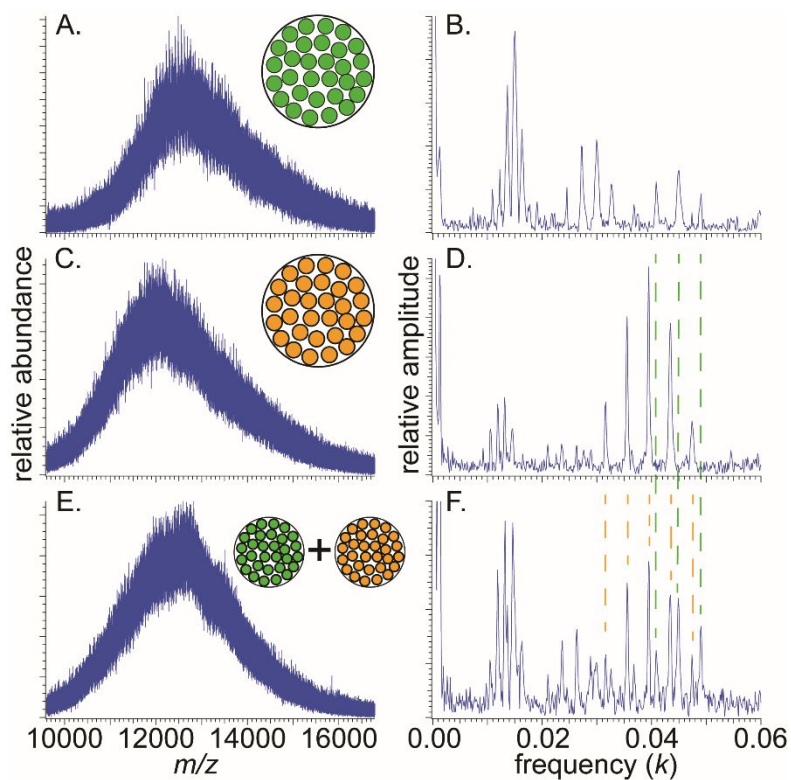 A.
B.
C.
D.
E.
+
F.
relative abundance
relative amplitude
10000 12000 14000 16000
m/z
0.00 0.02 0.04 0.06
frequency (k)